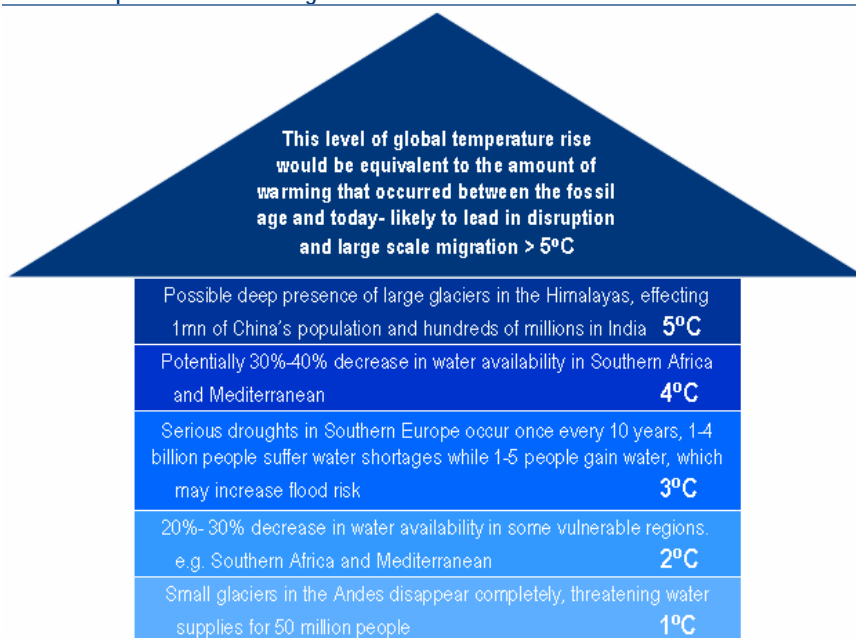 This level of global temperature rise
would be equivalent to the amount of
warming that occurred between the fossil
age and today- likely to lead in disruption
and large scale migration > 5ºC
Possible deep presence of large glaciers in the Himalayas, effecting
1mn of China's population and hundreds of millions in India 5ºC
Potentially 30%-40% decrease in water availability in Southern Africa
and Mediterranean 4ºC
Serious droughts in Southern Europe occur once every 10 years, 1-4
billion people suffer water shortages while 1-5 people gain water, which
may increase flood risk 3ºC
20%- 30% decrease in water availability in some vulnerable regions.
e.g. Southern Africa and Mediterranean 2ºC
Small glaciers in the Andes disappear completely, threatening water
supplies for 50 million people 1ºC